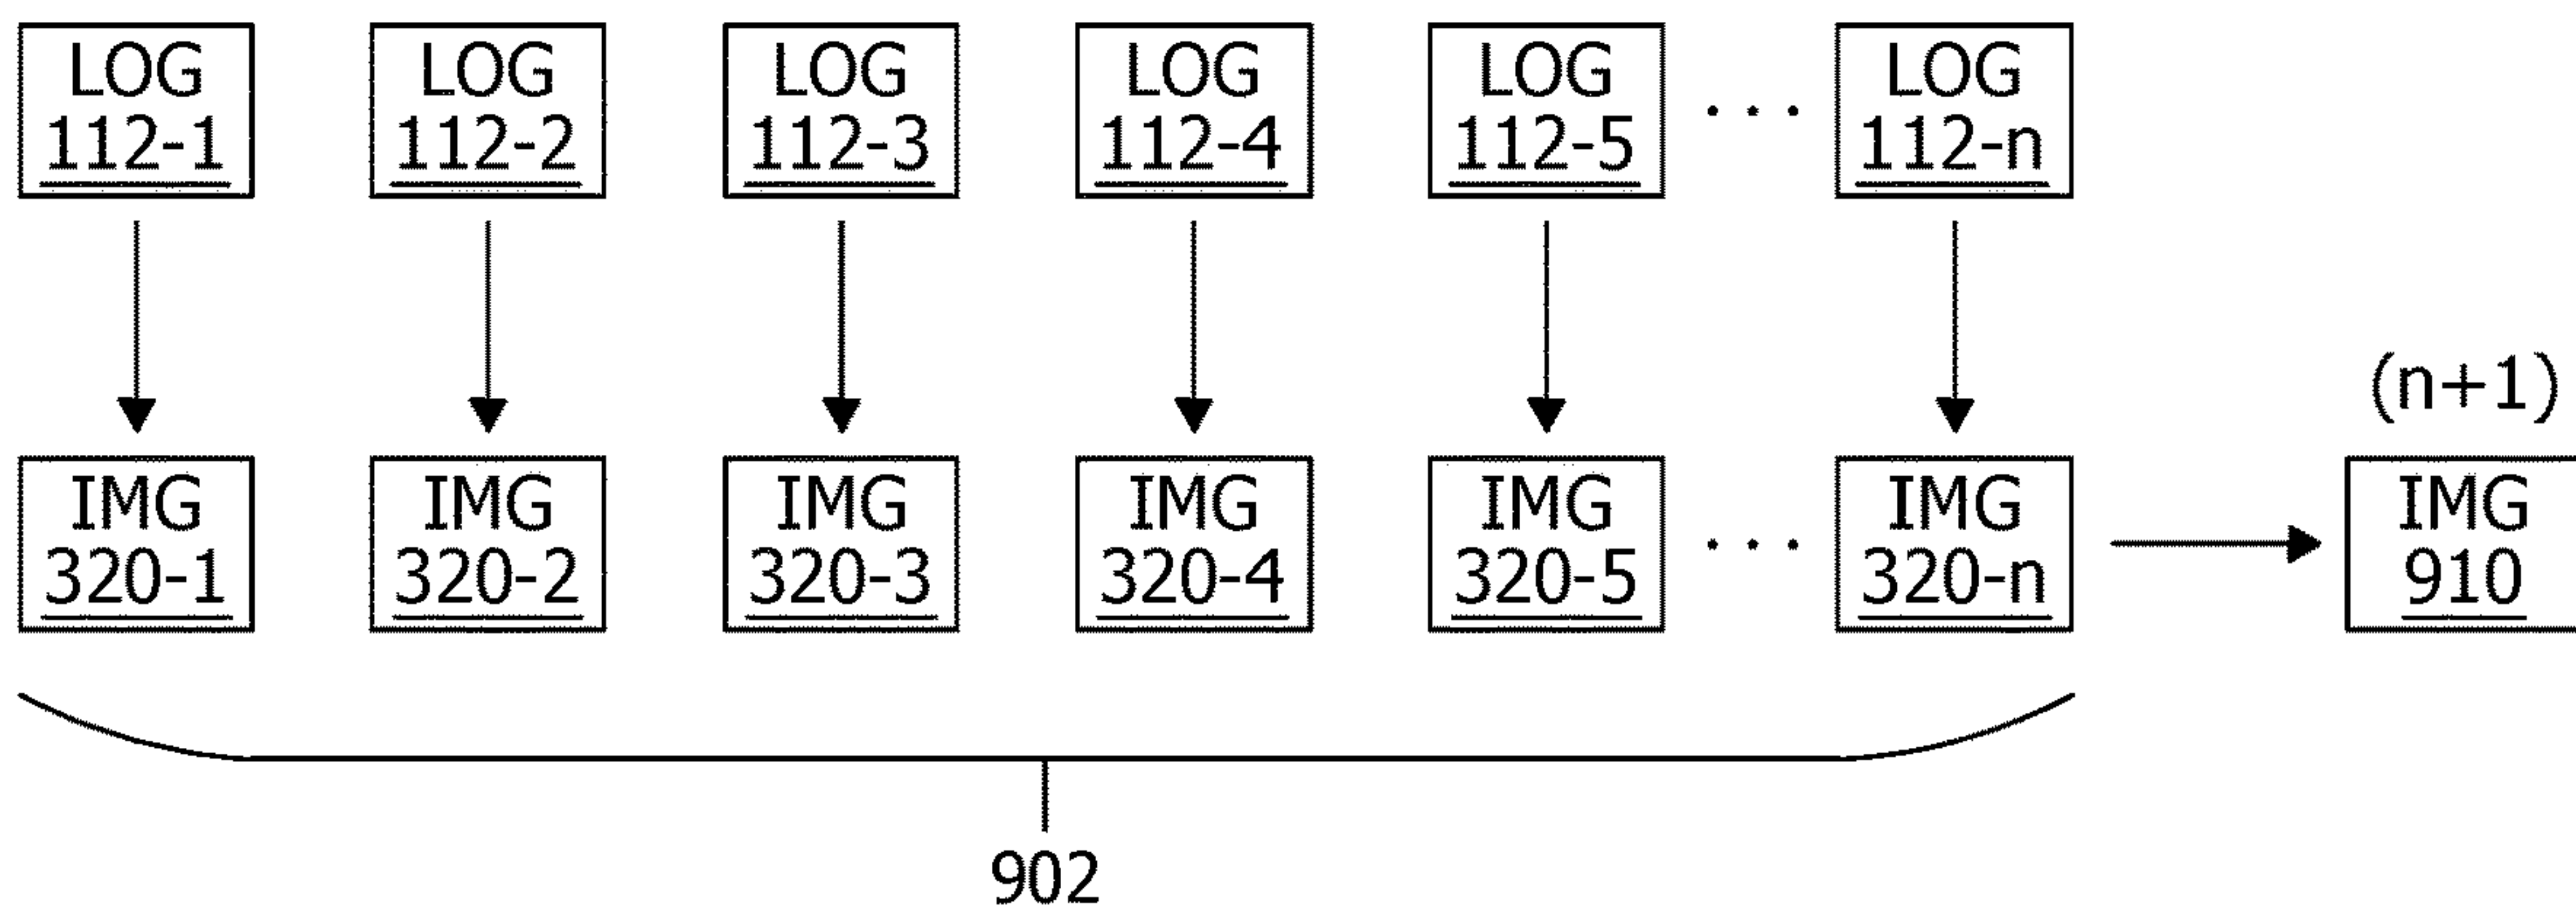 LOG
112-1
LOG
112-2
LOG
112-3
LOG
112-4
LOG
112-5
. . .
LOG
112-n
(n+1)
IMG
320-1
IMG
320-2
IMG
320-3
IMG
320-4
IMG
320-5
. . .
IMG
320-n
IMG
910
902